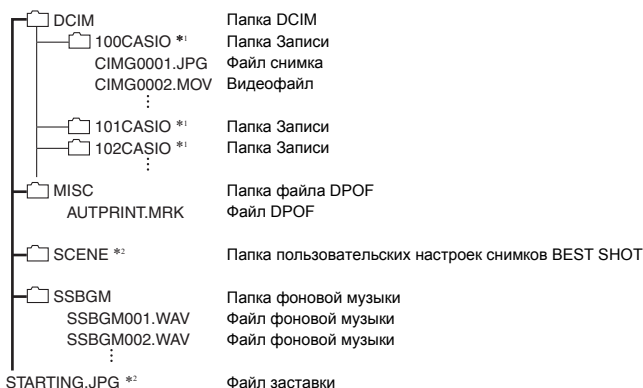 DCIM Папка DCIM
100CASIO *1 Папка Записи
CIMG0001.JPG Файл снимка
CIMG0002.MOV Видеофайл
101CASIO *1 Папка Записи
102CASIO *1 Папка Записи
MISC Папка файла DPOF
AUTPRINT.MRK Файл DPOF
SCENE *2 Папка пользовательских настроек снимков BEST SHOT
SSBGM Папка фоновой музыки
SSBGM001.WAV Файл фоновой музыки
SSBGM002.WAV Файл фоновой музыки
STARTING.JPG *2 Файл заставки